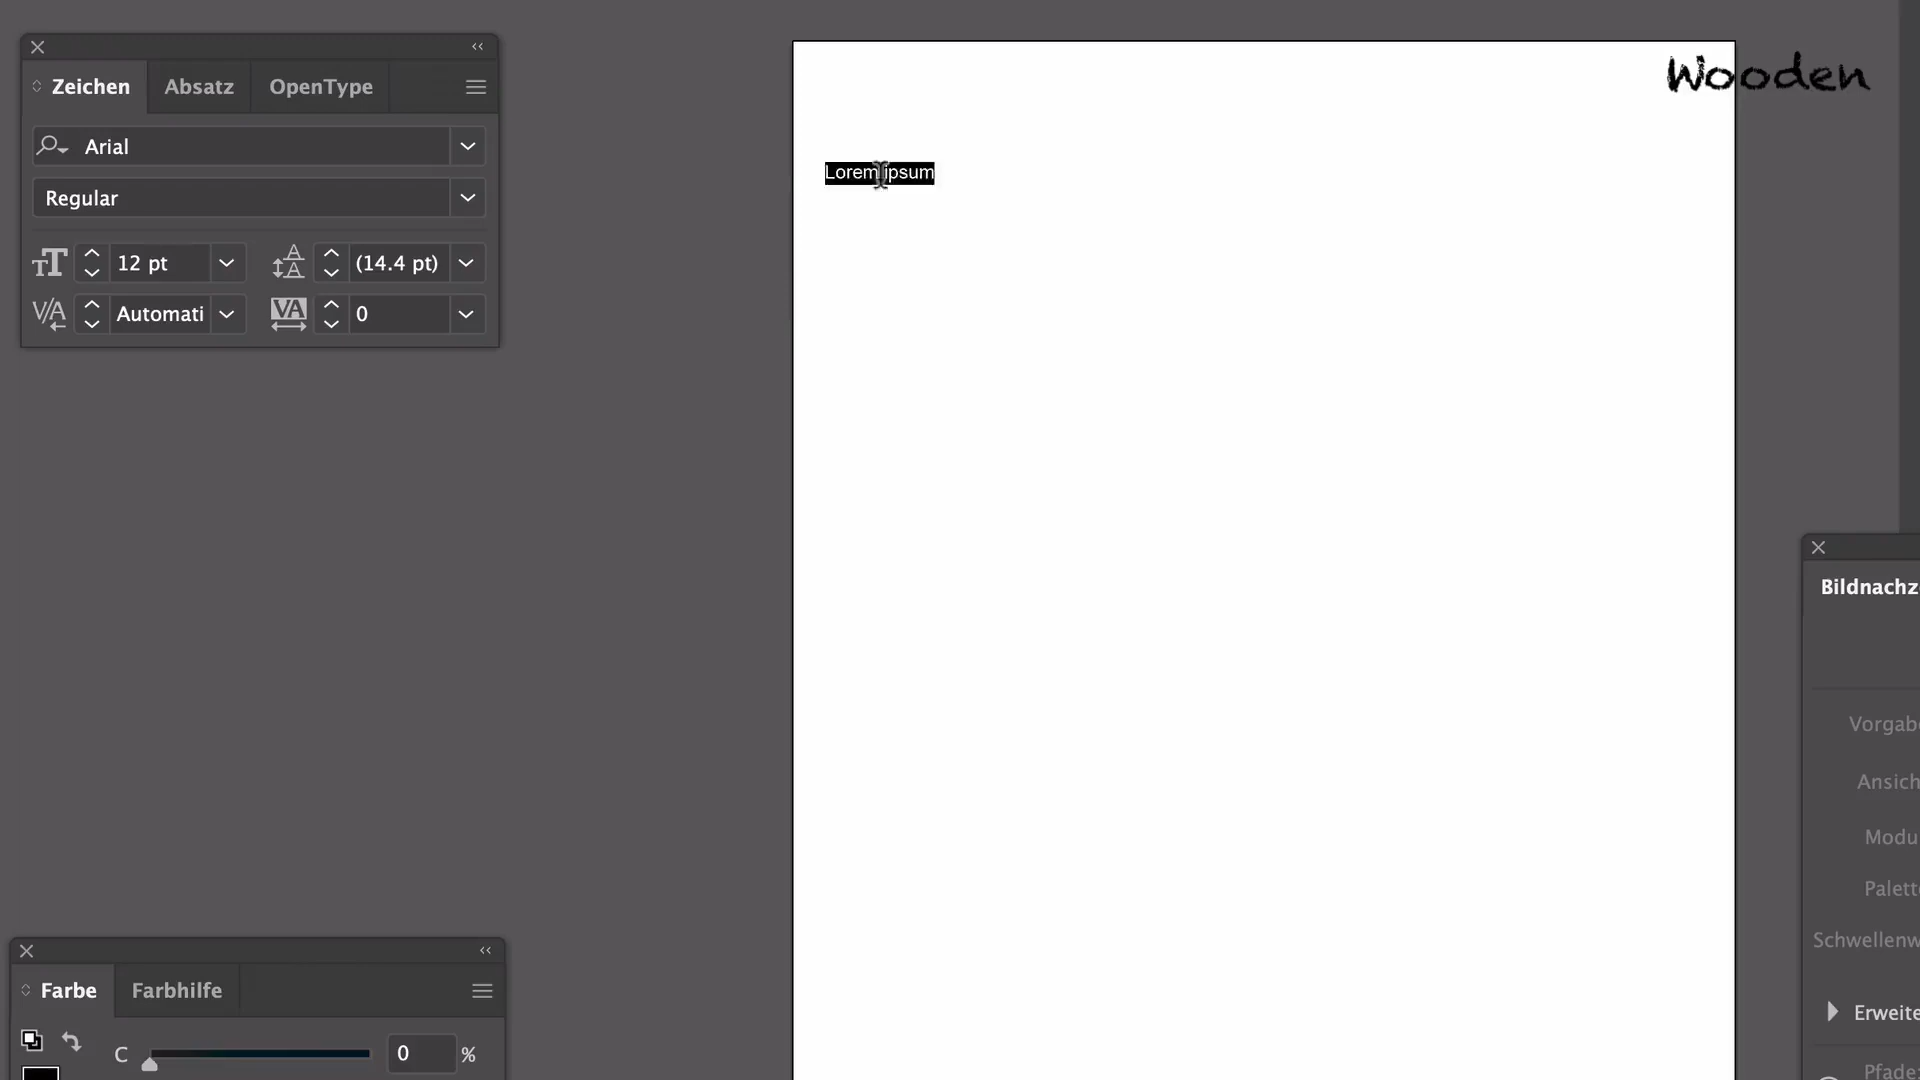 Zeichen Absatz OpenType
Arial
Regular
12 pt (14.4 pt)
Automati 0
Lorem ipsum
Wooden
Farbe Farbhilfe
C 0 %
Bildnachz
Vorgab
Ansich
Modu
Palett
Schwellenw
Erweite
Pfade: